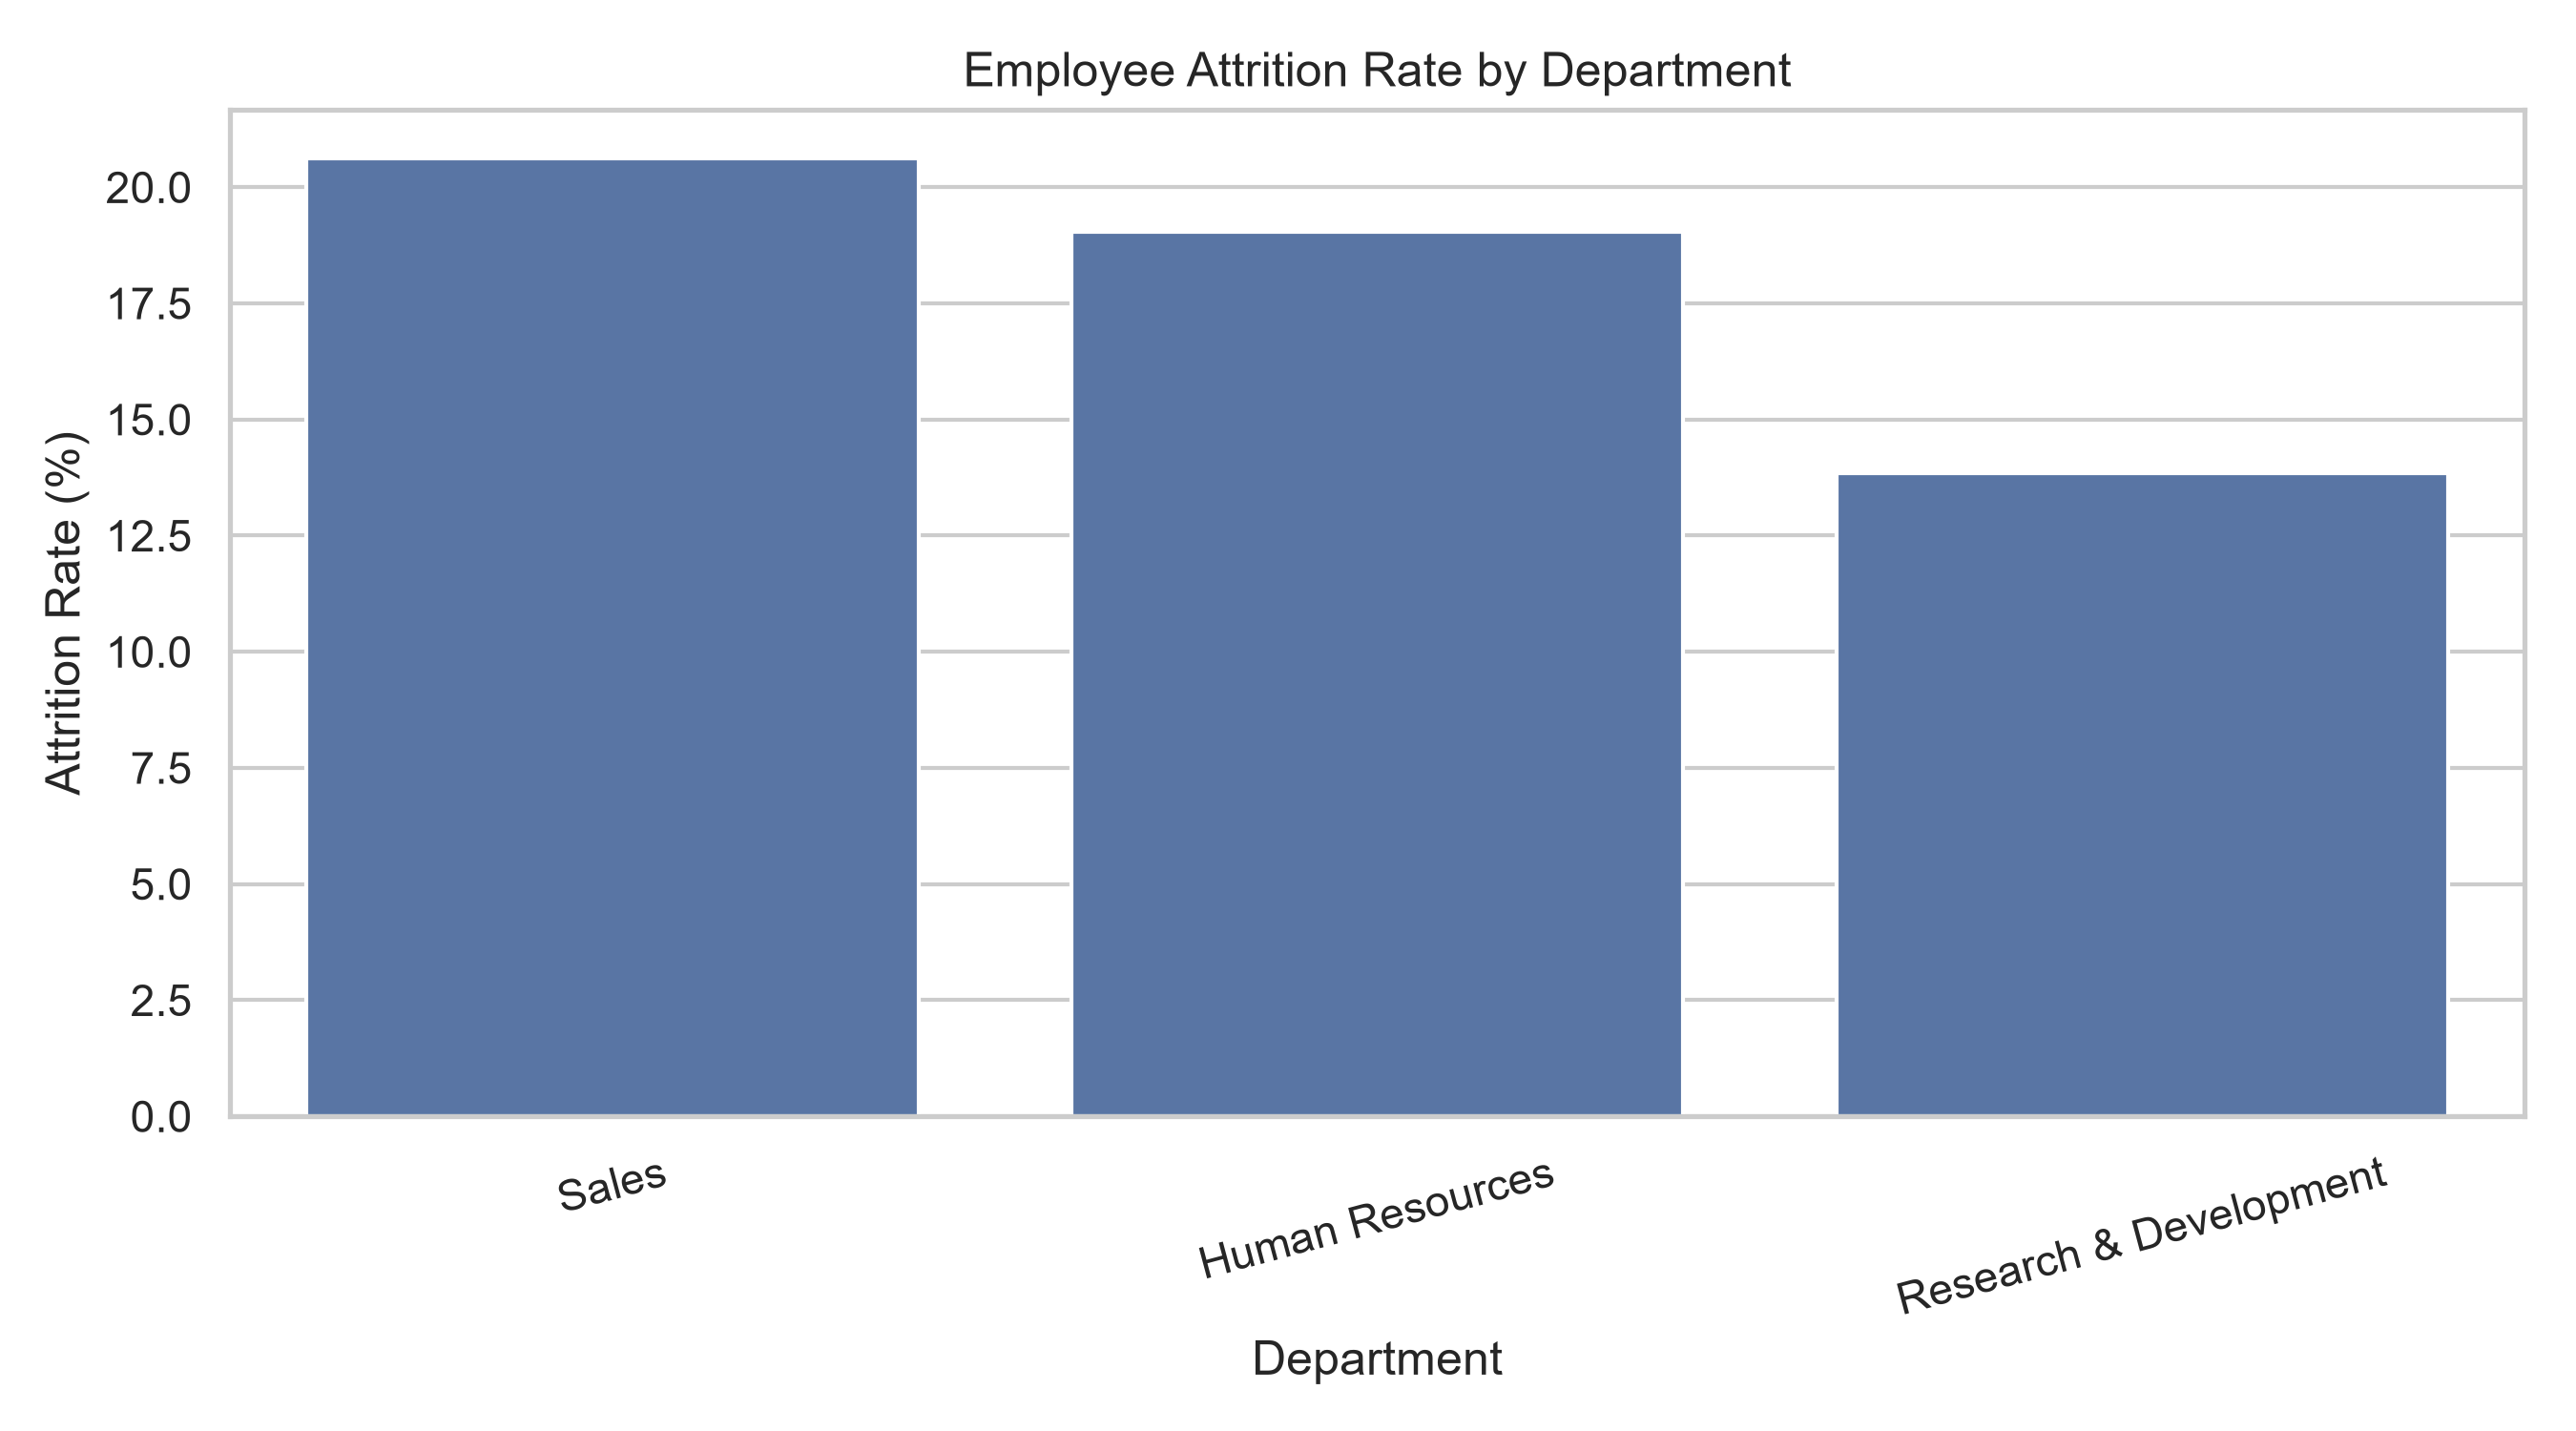 Employee Attrition Rate by Department
Attrition Rate (%)
20.0
17.5
15.0
12.5
10.0
7.5
5.0
2.5
0.0
Sales
Human Resources
Research & Development
Department